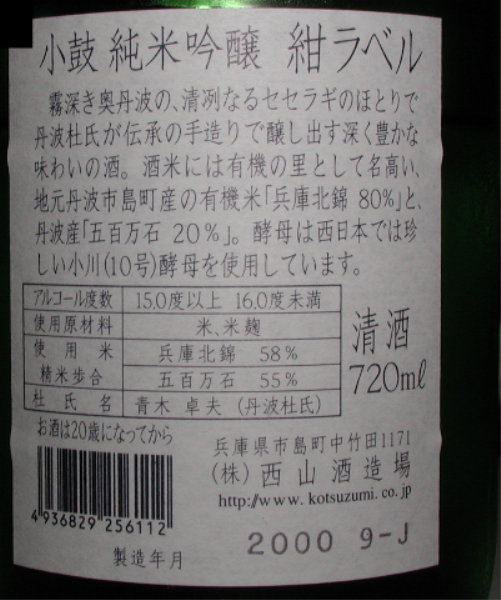 小鼓 純米吟醸 紺ラベル
霧深き奥丹波の、清冽なるセセラギのほとりで
丹波杜氏が伝承の手造りで醸し出す深く豊かな
味わいの酒。酒米には有機の里として名高い、
地元丹波市島町産の有機米「兵庫北錦 80%」と、
丹波産「五百万石 20%」。酵母は西日本では珍
しい小川(10号)酵母を使用しています。
アルコール度数 15.0度以上 16.0度未満
使用原材料 米、米麹
使用米 兵庫北錦 58%
精米歩合 五百万石 55%
杜氏名 青木 卓夫 (丹波杜氏)
清酒
720ml
お酒は20歳になってから
兵庫県市島町中竹田1171
(株) 西山酒造場
http://www.kotsuzumi.co.jp
4 936829 256112
製造年月 2000 9-J